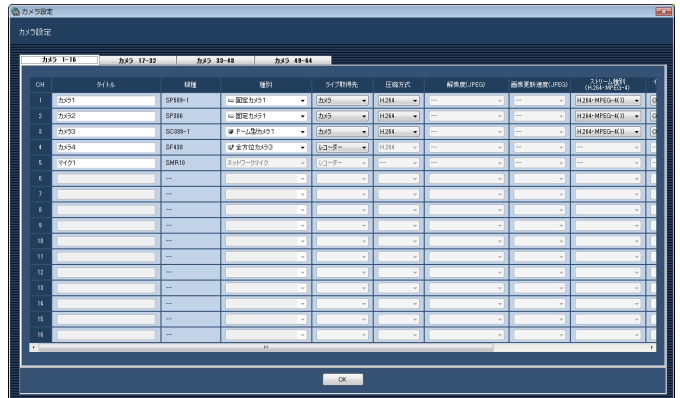 カメラ設定
カメラ設定
カメラ 1-16 カメラ 17-32 カメラ 33-48 カメラ 49-64
CH タイトル 機種 種別 ライブ取得先 圧縮方式 解像度(JPEG) 画像更新速度(JPEG) ストリーム種別 (H.264・MPEG-4)
1 カメラ1 SP509-1 固定カメラ1 カメラ H.264 --- --- H.264・MPEG-4(1)
2 カメラ2 SP306 固定カメラ1 カメラ H.264 --- --- H.264・MPEG-4(1)
3 カメラ3 SC385-1 ドーム型カメラ1 カメラ H.264 --- --- H.264・MPEG-4(1)
4 カメラ4 SF438 全方位カメラ3 レコーダー H.264 --- --- ---
5 マイク1 SMR10 ネットワークマイク レコーダー --- --- --- ---
6 ---
7 ---
8 ---
9 ---
10 ---
11 ---
12 ---
13 ---
14 ---
15 ---
16 ---
OK